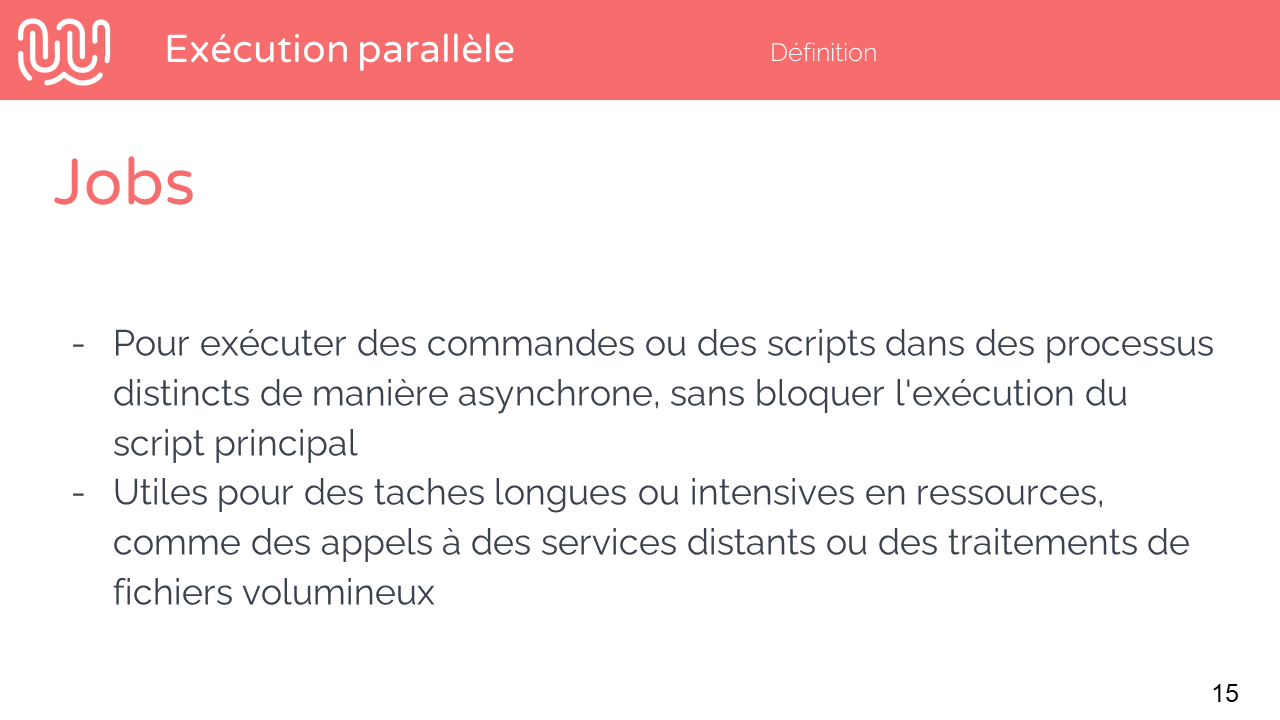 Exécution parallèle
Définition
Jobs
- Pour exécuter des commandes ou des scripts dans des processus
distincts de manière asynchrone, sans bloquer l'exécution du
script principal
- Utiles pour des taches longues ou intensives en ressources,
comme des appels à des services distants ou des traitements de
fichiers volumineux
15